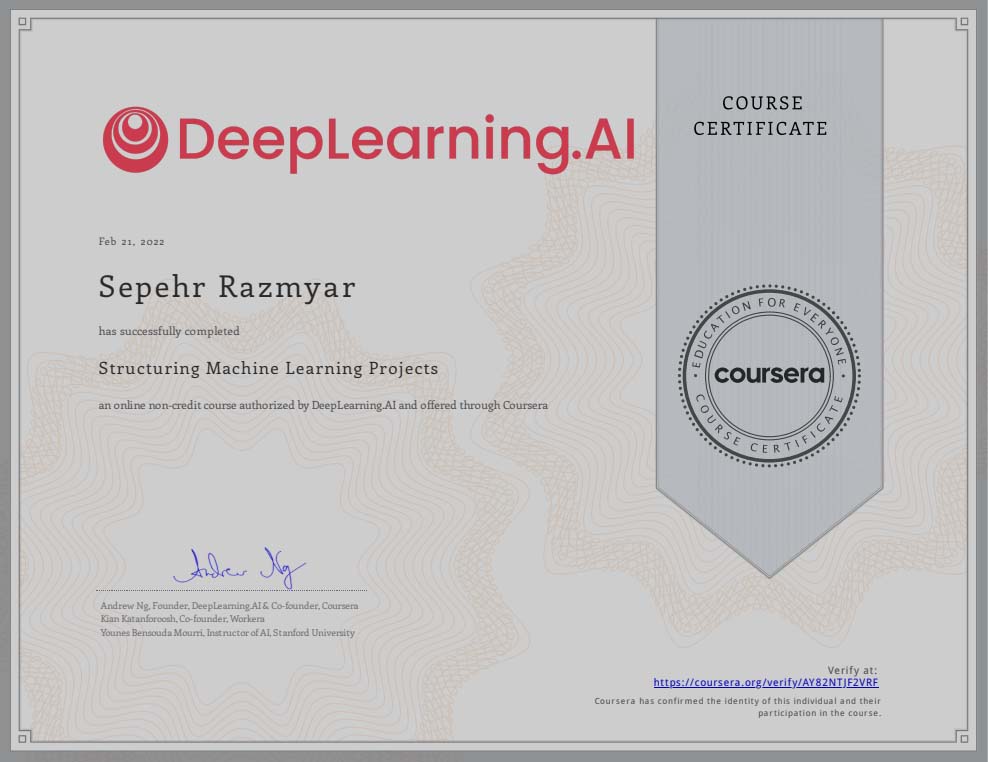 DeepLearning.AI
COURSE
CERTIFICATE
Feb 21, 2022
Sepehr Razmyar
has successfully completed
Structuring Machine Learning Projects
an online non-credit course authorized by DeepLearning.AI and offered through Coursera
EDUCATION FOR EVERYONE
coursera
COURSE CERTIFICATE
Andrew Ng
Andrew Ng, Founder, DeepLearning.AI & Co-founder, Coursera
Kian Katanforoosh, Co-founder, Workera
Younes Bensouda Mourri, Instructor of AI, Stanford University
Verify at:
https://coursera.org/verify/AY82NTJF2VRF
Coursera has confirmed the identity of this individual and their
participation in the course.